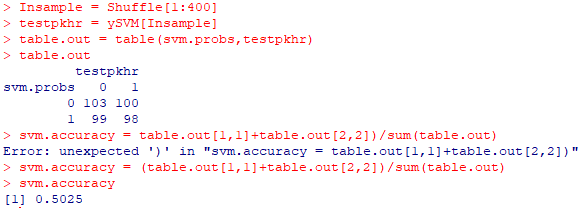 > Insample = Shuffle[1:400]
> testpkhr = ySVM[Insample]
> table.out = table(svm.probs,testpkhr)
> table.out
testpkhr
svm.probs 0 1
0 103 100
1 99 98
> svm.accuracy = table.out[1,1]+table.out[2,2])/sum(table.out)
Error: unexpected ')' in "svm.accuracy = table.out[1,1]+table.out[2,2])"
> svm.accuracy = (table.out[1,1]+table.out[2,2])/sum(table.out)
> svm.accuracy
[1] 0.5025